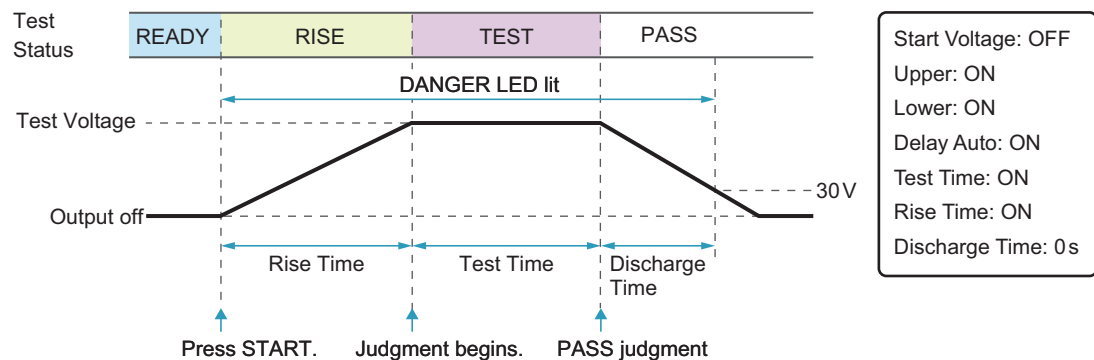 Test
Status
READY
RISE
TEST
PASS
DANGER LED lit
Test Voltage
Output off
30 V
Rise Time
Test Time
Discharge
Time
Press START.
Judgment begins.
PASS judgment
Start Voltage: OFF
Upper: ON
Lower: ON
Delay Auto: ON
Test Time: ON
Rise Time: ON
Discharge Time: 0 s